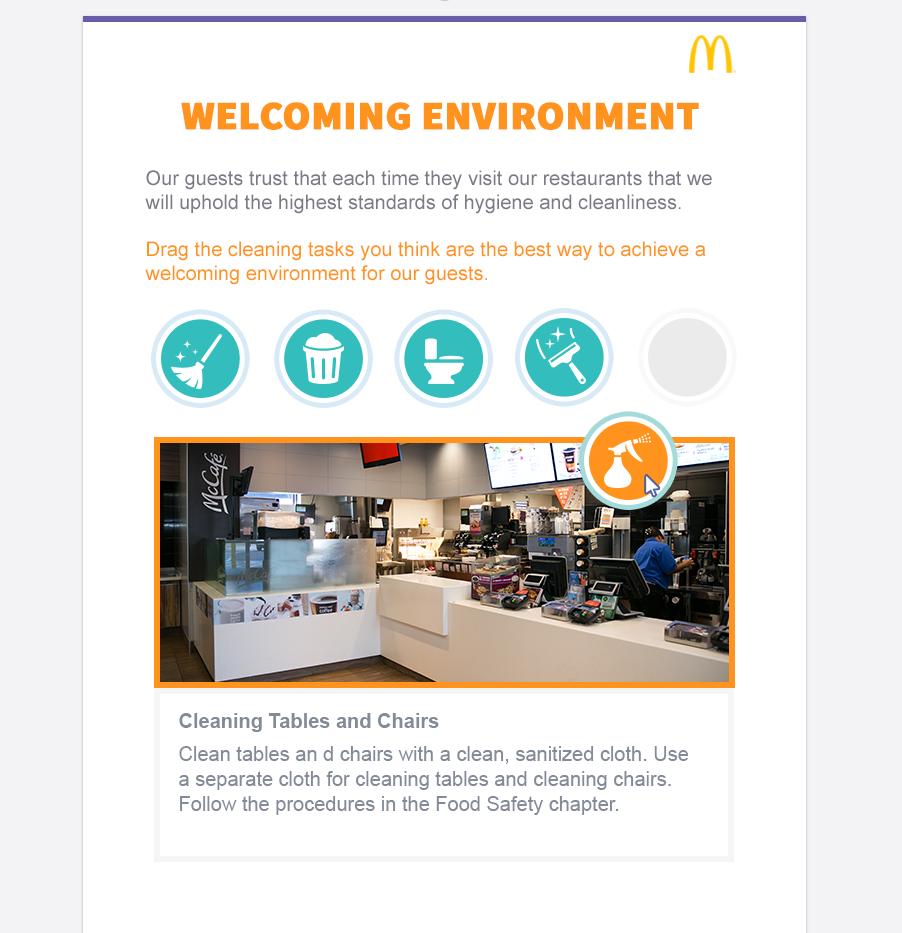 WELCOMING ENVIRONMENT
Our guests trust that each time they visit our restaurants that we
will uphold the highest standards of hygiene and cleanliness.
Drag the cleaning tasks you think are the best way to achieve a
welcoming environment for our guests.
McCafé
Cleaning Tables and Chairs
Clean tables an d chairs with a clean, sanitized cloth. Use
a separate cloth for cleaning tables and cleaning chairs.
Follow the procedures in the Food Safety chapter.